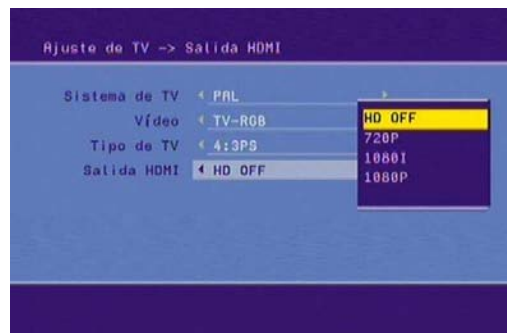 Ajuste de TV -> Salida HDMI
Sistema de TV PAL
Vídeo TV-RGB
Tipo de TV 4:3PS
Salida HDMI HD OFF
HD OFF
720P
1080I
1080P